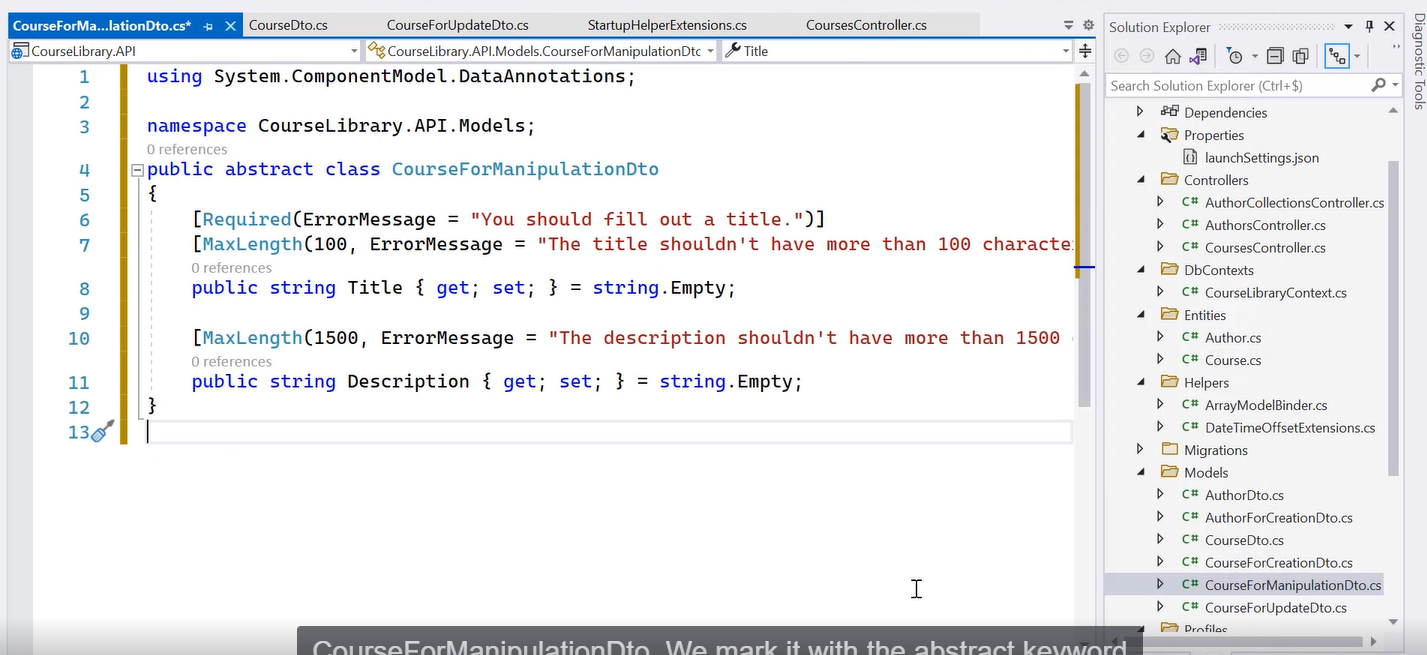 CourseForMa...lationDto.cs*
CourseDto.cs
CourseForUpdateDto.cs
StartupHelperExtensions.cs
CoursesController.cs
CourseLibrary.API
CourseLibrary.API.Models.CourseForManipulationDtc
Title
1 using System.ComponentModel.DataAnnotations;
2
3 namespace CourseLibrary.API.Models;
0 references
4 public abstract class CourseForManipulationDto
5 {
6 [Required(ErrorMessage = "You should fill out a title.")]
7 [MaxLength(100, ErrorMessage = "The title shouldn't have more than 100 characte
0 references
8 public string Title { get; set; } = string.Empty;
9
10 [MaxLength(1500, ErrorMessage = "The description shouldn't have more than 1500
0 references
11 public string Description { get; set; } = string.Empty;
12 }
13
CourseForManipulationDto. We mark it with the abstract keyword
Solution Explorer
Search Solution Explorer (Ctrl+$)
Dependencies
Properties
launchSettings.json
Controllers
C# AuthorCollectionsController.cs
C# AuthorsController.cs
C# CoursesController.cs
DbContexts
C# CourseLibraryContext.cs
Entities
C# Author.cs
C# Course.cs
Helpers
C# ArrayModelBinder.cs
C# DateTimeOffsetExtensions.cs
Migrations
Models
C# AuthorDto.cs
C# AuthorForCreationDto.cs
C# CourseDto.cs
C# CourseForCreationDto.cs
C# CourseForManipulationDto.cs
C# CourseForUpdateDto.cs
Profiles
Diagnostic Tools